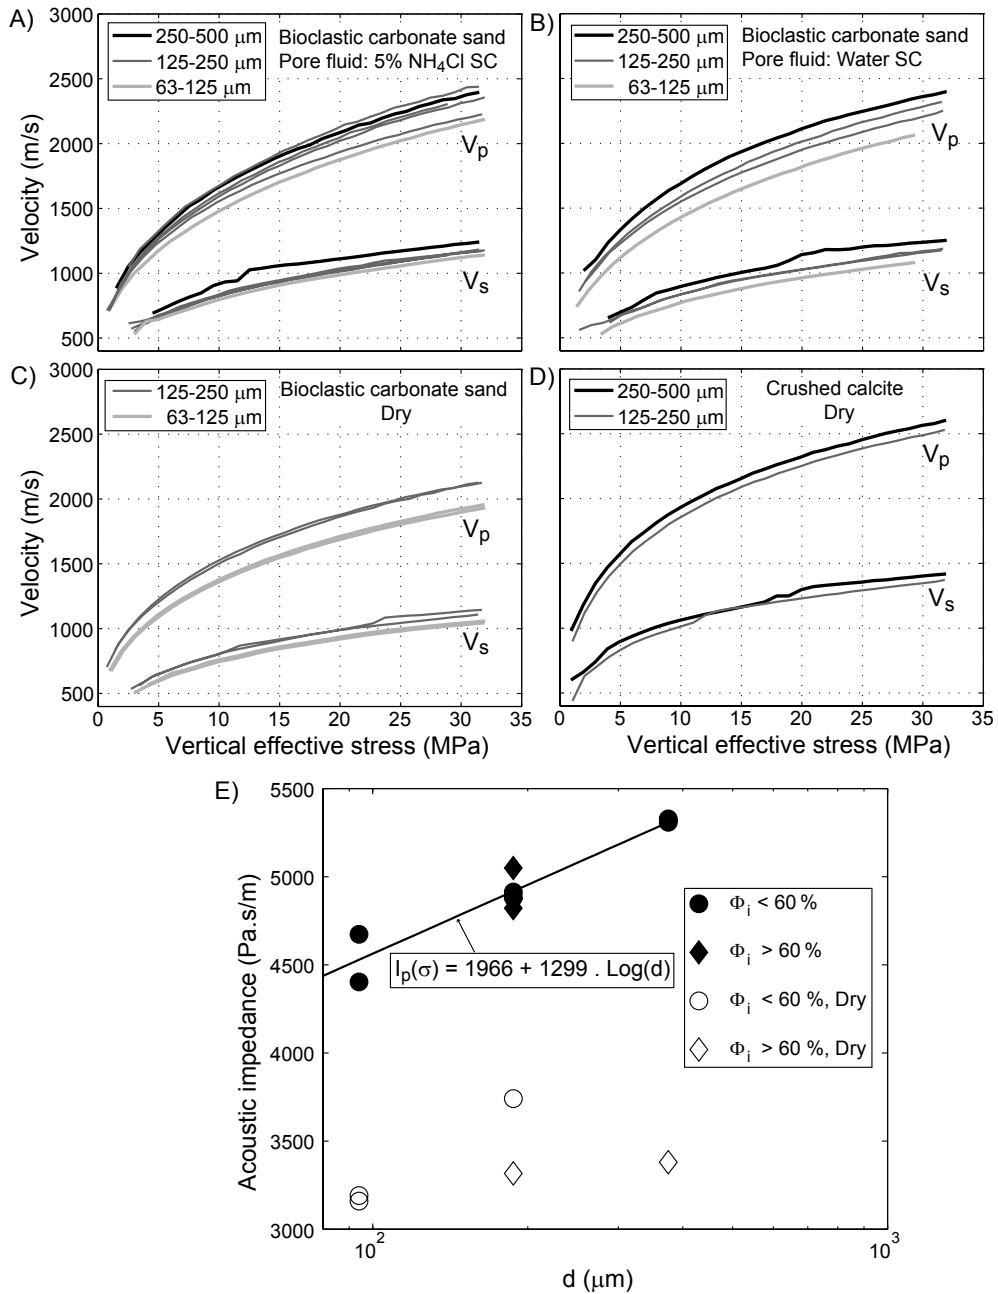 A)
3000
2500
2000
1500
1000
500
Velocity (m/s)
250-500 μm
125-250 μm
63-125 μm
Bioclastic carbonate sand
Pore fluid: 5% NH₄Cl SC
Vₚ
Vₛ
B)
250-500 μm
125-250 μm
63-125 μm
Bioclastic carbonate sand
Pore fluid: Water SC
Vₚ
Vₛ
C)
3000
2500
2000
1500
1000
500
Velocity (m/s)
125-250 μm
63-125 μm
Bioclastic carbonate sand
Dry
Vₚ
Vₛ
0 5 10 15 20 25 30 35
Vertical effective stress (MPa)
D)
250-500 μm
125-250 μm
Crushed calcite
Dry
Vₚ
Vₛ
0 5 10 15 20 25 30 35
Vertical effective stress (MPa)
E)
5500
5000
4500
4000
3500
3000
Acoustic impedance (Pa.s/m)
Iₚ(σ) = 1966 + 1299 . Log(d)
Φᵢ < 60 %
Φᵢ > 60 %
Φᵢ < 60 %, Dry
Φᵢ > 60 %, Dry
10² 10³
d (μm)